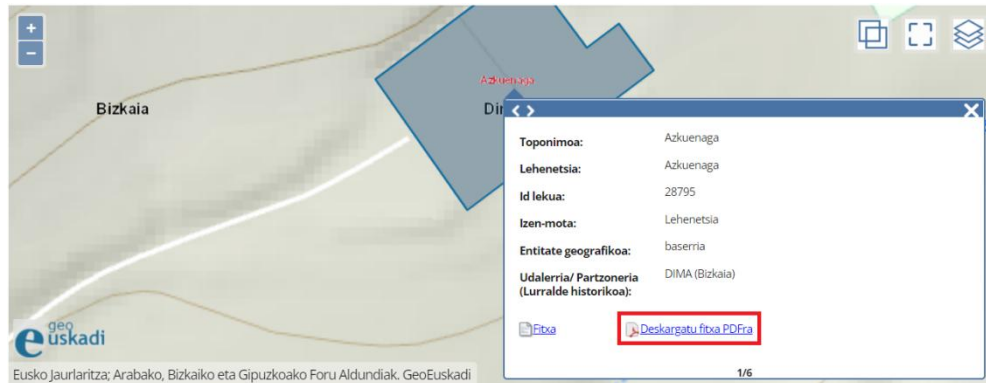 +
−
Azkuenaga
Bizkaia
Toponimoa: Azkuenaga
Lehenetsia: Azkuenaga
Id lekua: 28795
Izen-mota: Lehenetsia
Entitate geografikoa: baserria
Udalerria/ Partzoneria DIMA (Bizkaia)
(Lurralde historikoa):
Fitxa Deskargatu fitxa PDFra
1/6
geo
euskadi
Eusko Jaurlaritza; Arabako, Bizkaiko eta Gipuzkoako Foru Aldundiak. GeoEuskadi